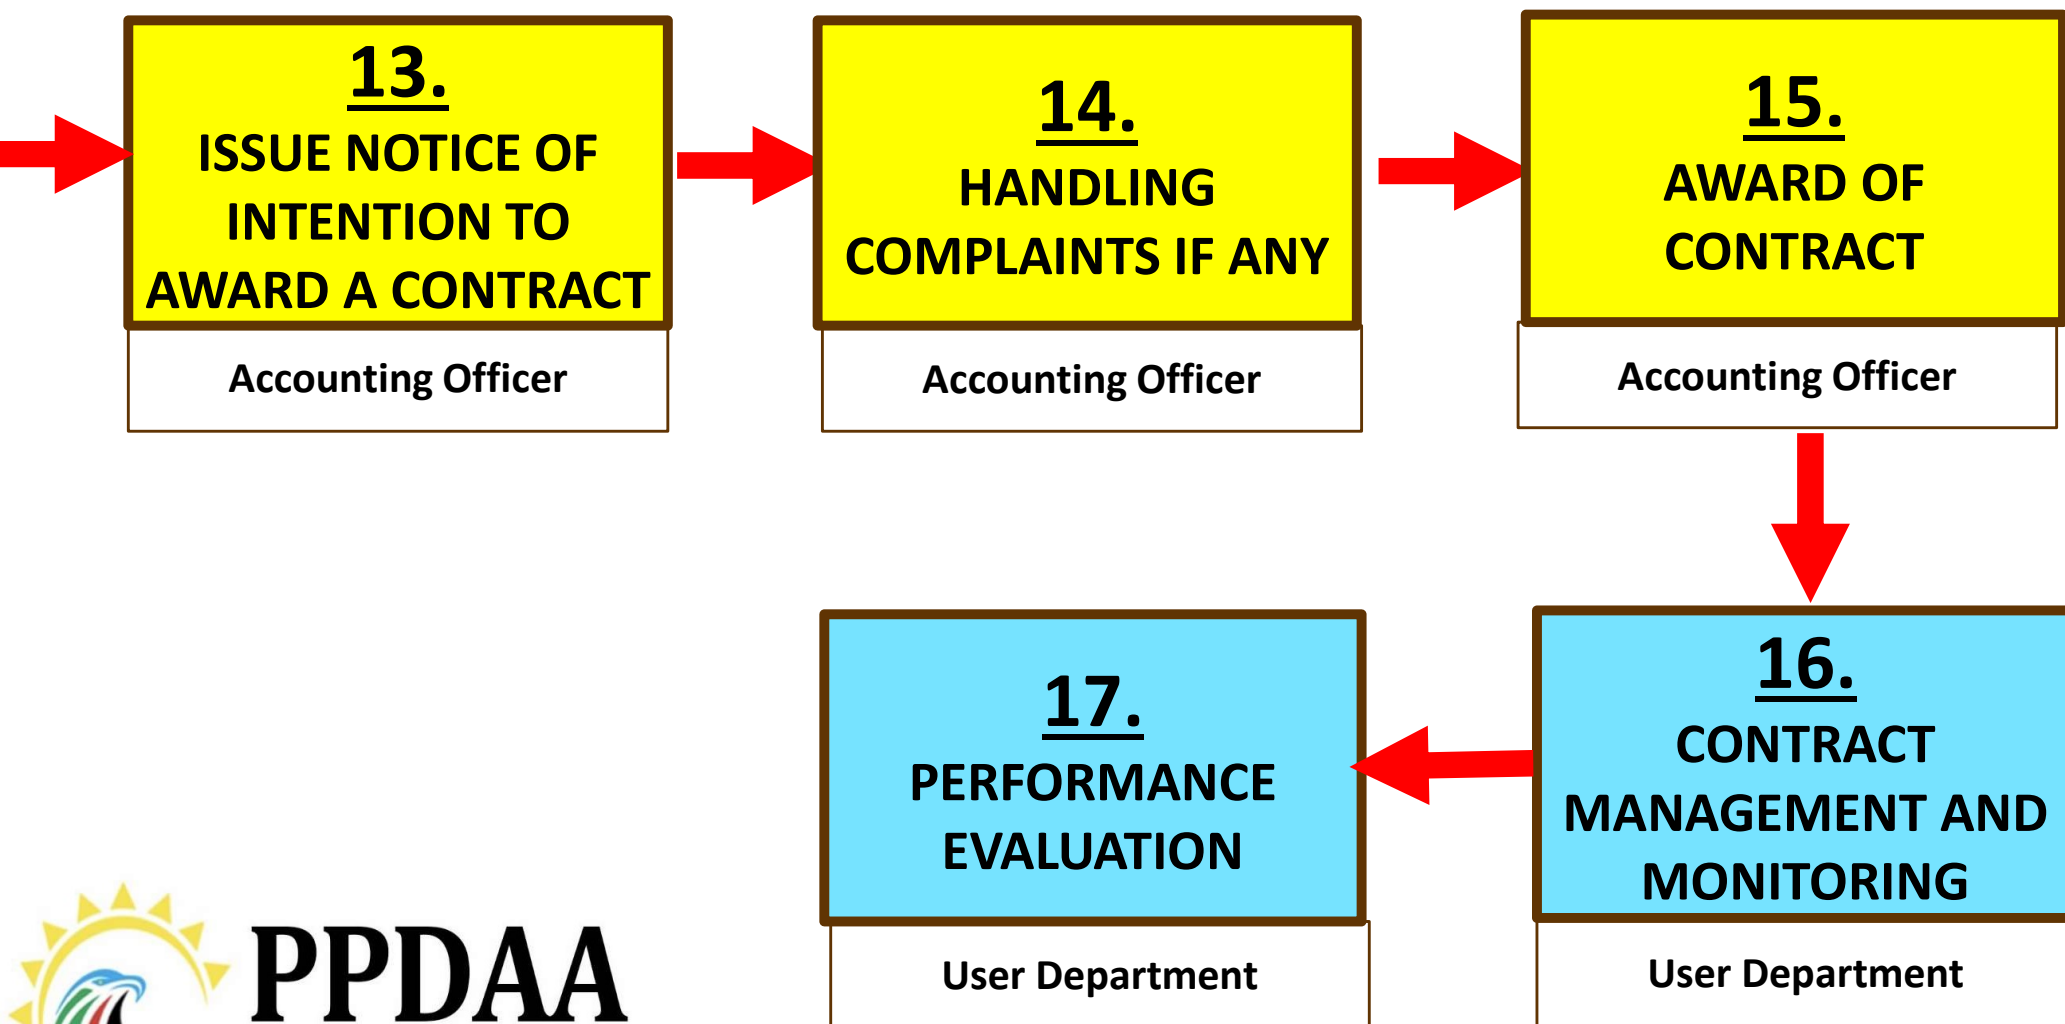 13.
ISSUE NOTICE OF
INTENTION TO
AWARD A CONTRACT
Accounting Officer
14.
HANDLING
COMPLAINTS IF ANY
Accounting Officer
15.
AWARD OF
CONTRACT
Accounting Officer
16.
CONTRACT
MANAGEMENT AND
MONITORING
User Department
17.
PERFORMANCE
EVALUATION
User Department
PPDAA